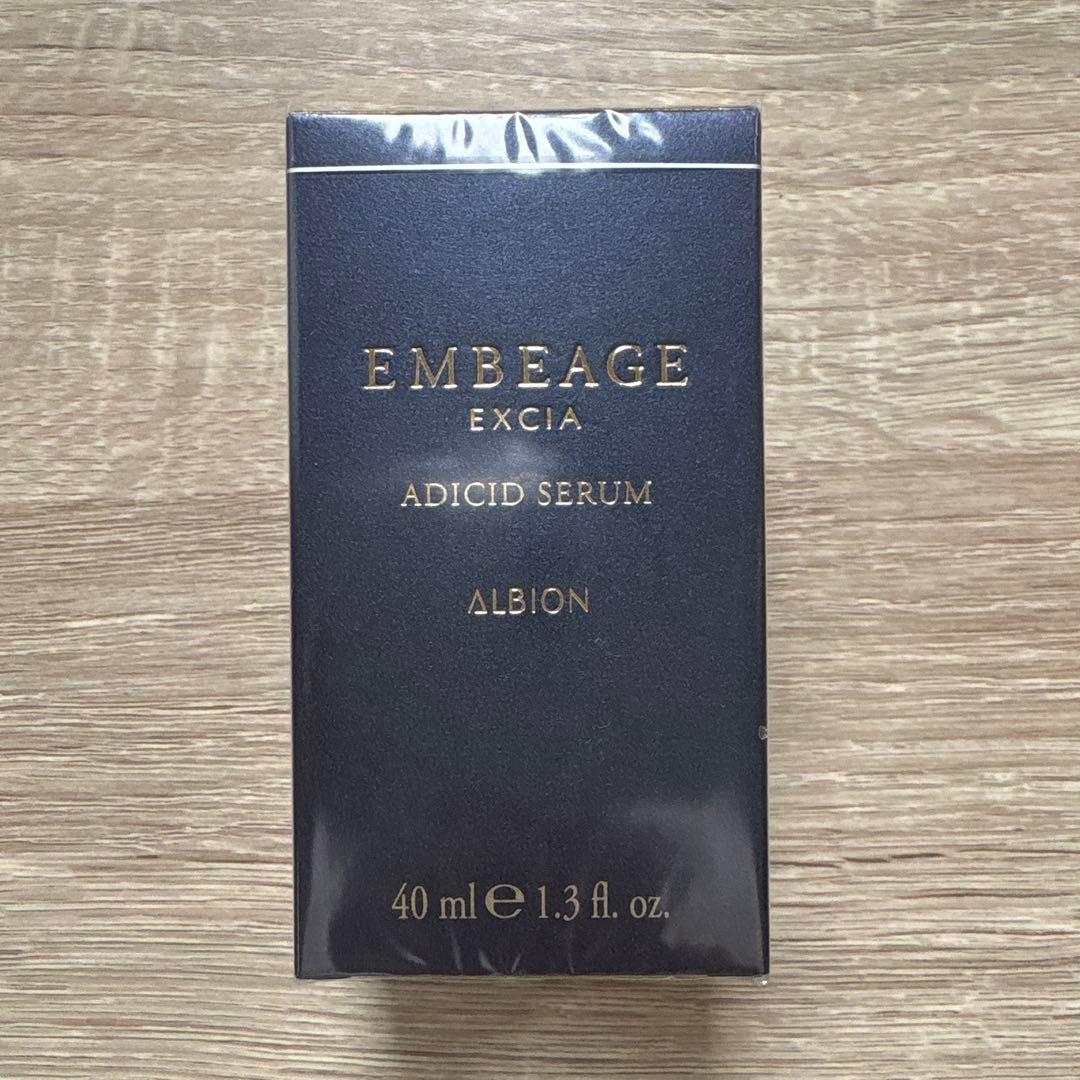 EMBEAGE
EXCIA
ADICID SERUM
ALBION
40 ml ℮ 1.3 fl. oz.